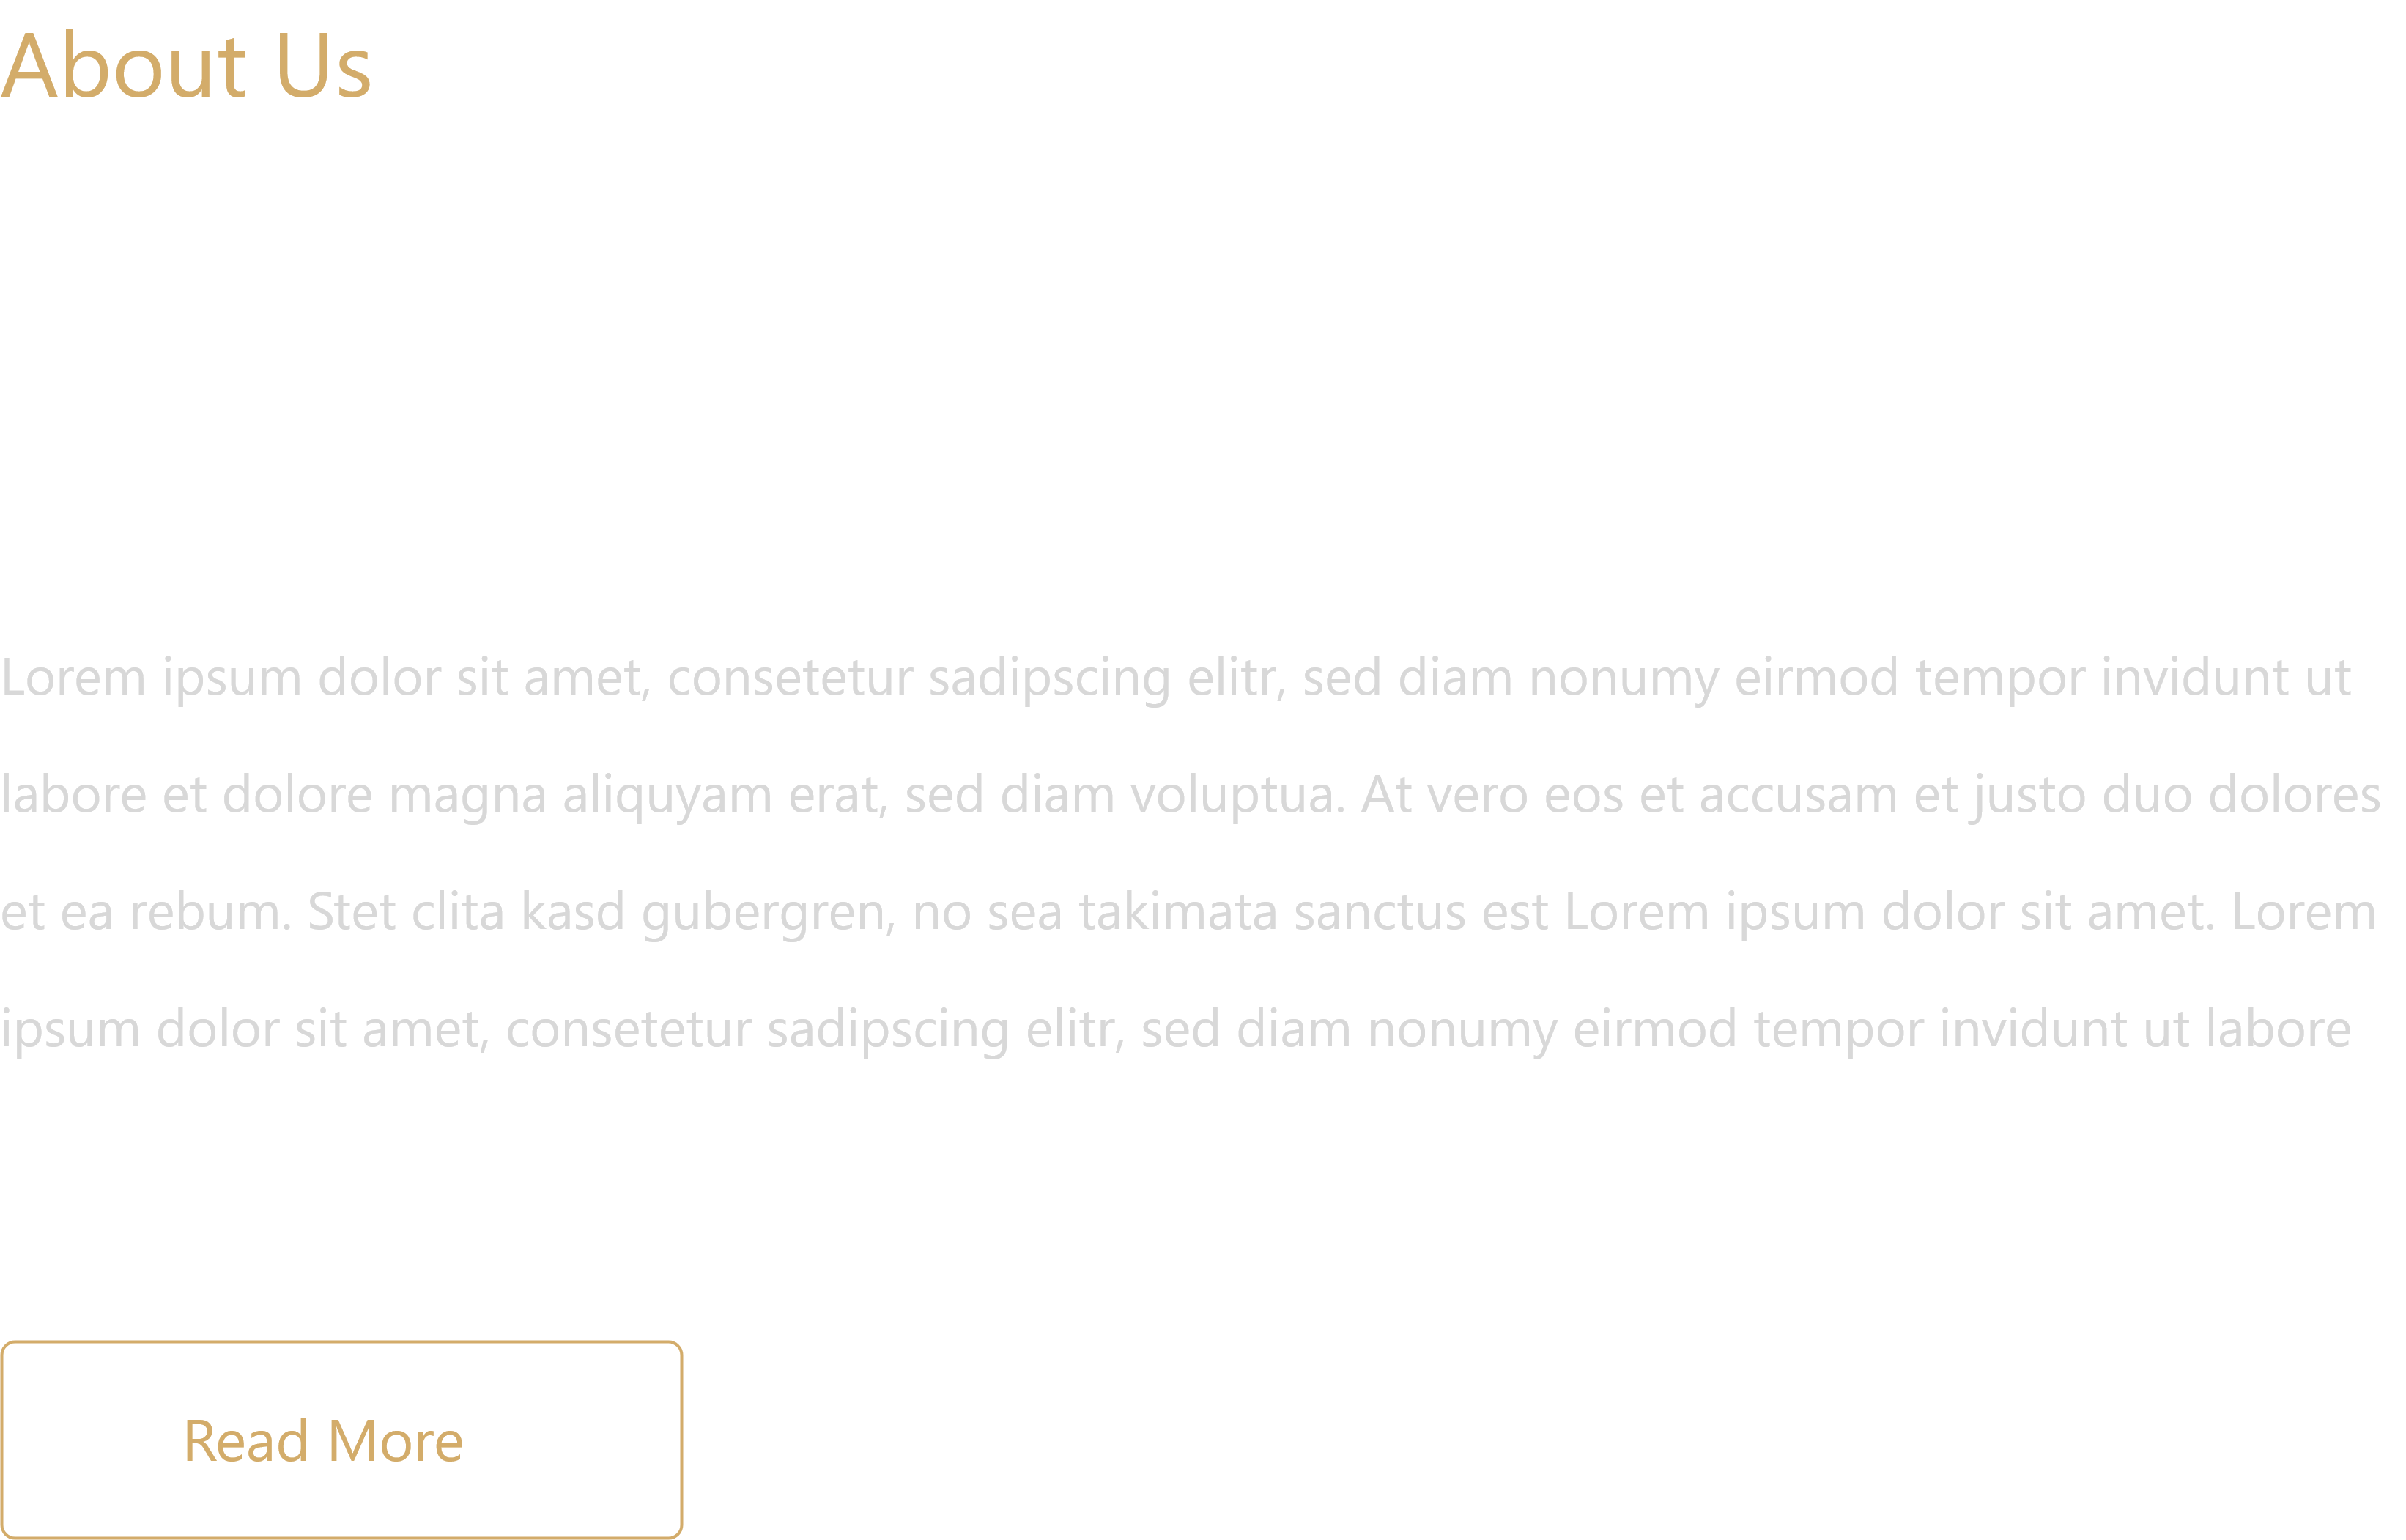 About Us
Lorem ipsum dolor sit amet, consetetur sadipscing elitr, sed diam nonumy eirmod tempor invidunt ut
labore et dolore magna aliquyam erat, sed diam voluptua. At vero eos et accusam et justo duo dolores
et ea rebum. Stet clita kasd gubergren, no sea takimata sanctus est Lorem ipsum dolor sit amet. Lorem
ipsum dolor sit amet, consetetur sadipscing elitr, sed diam nonumy eirmod tempor invidunt ut labore
Read More